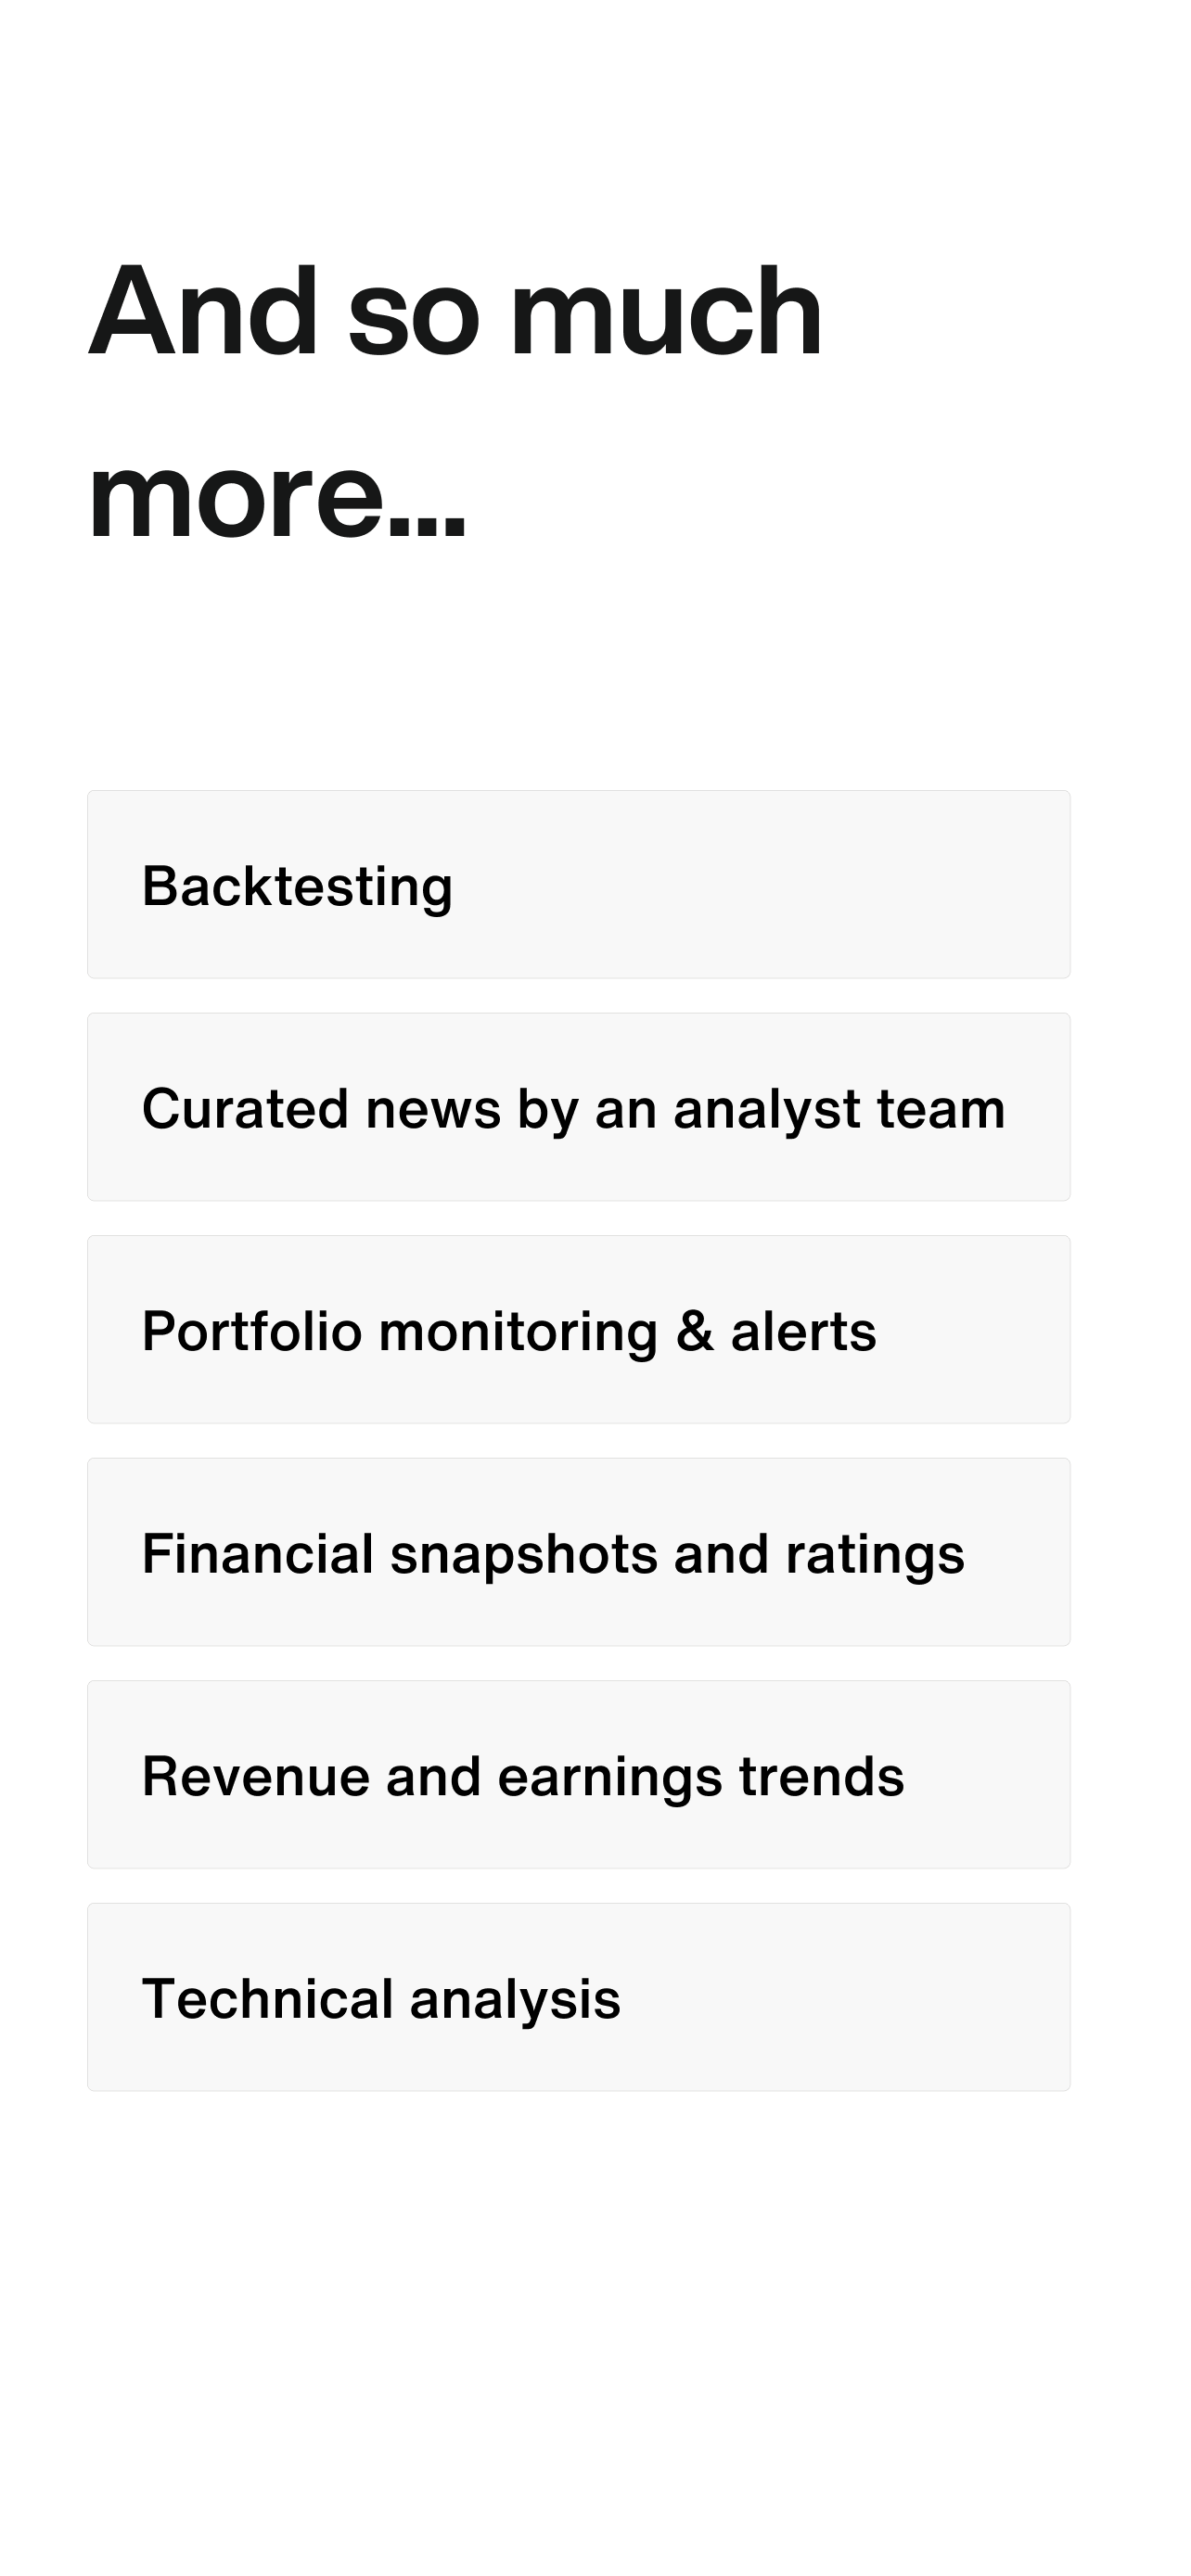 And so much
more...
Backtesting
Curated news by an analyst team
Portfolio monitoring & alerts
Financial snapshots and ratings
Revenue and earnings trends
Technical analysis